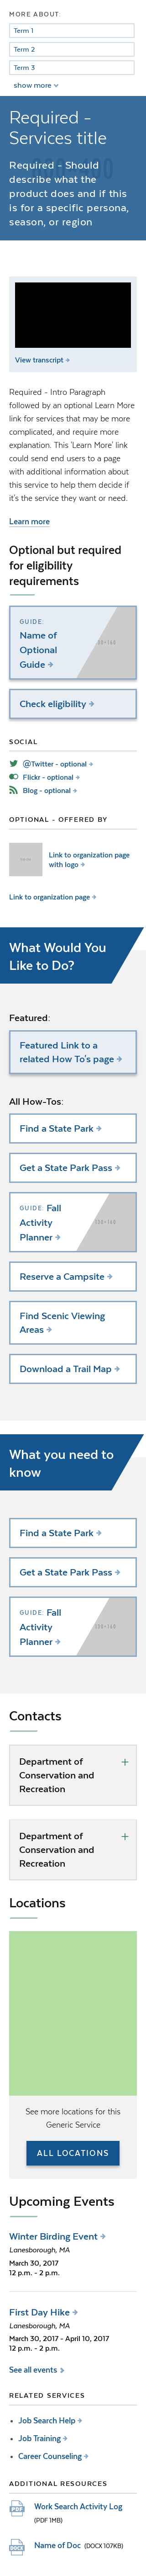 MORE ABOUT:
Term 1
Term 2
Term 3
show more
Required -
Services title
Required - Should
describe what the
product does and if this
is for a specific persona,
season, or region
View transcript
Required - Intro Paragraph
followed by an optional Learn More
link for services that may be more
complicated, and require more
explanation. This 'Learn More' link
could send end users to a page
with additional information about
this service to help them decide if
it's the service they want or need.
Learn more
Optional but required
for eligibility
requirements
GUIDE:
Name of
Optional
Guide
Check eligibility
SOCIAL
@Twitter - optional
Flickr - optional
Blog - optional
OPTIONAL - OFFERED BY
Link to organization page
with logo
Link to organization page
What Would You
Like to Do?
Featured:
Featured Link to a
related How To's page
All How-Tos:
Find a State Park
Get a State Park Pass
GUIDE: Fall
Activity
Planner
Reserve a Campsite
Find Scenic Viewing
Areas
Download a Trail Map
What you need to
know
Find a State Park
Get a State Park Pass
GUIDE: Fall
Activity
Planner
Contacts
Department of
Conservation and
Recreation
Department of
Conservation and
Recreation
Locations
See more locations for this
Generic Service
ALL LOCATIONS
Upcoming Events
Winter Birding Event
Lanesborough, MA
March 30, 2017
12 p.m. - 2 p.m.
First Day Hike
Lanesborough, MA
March 30, 2017 - April 10, 2017
12 p.m. - 2 p.m.
See all events
RELATED SERVICES
• Job Search Help
• Job Training
• Career Counseling
ADDITIONAL RESOURCES
PDF Work Search Activity Log
(PDF 1MB)
DOCX Name of Doc (DOCX 107KB)